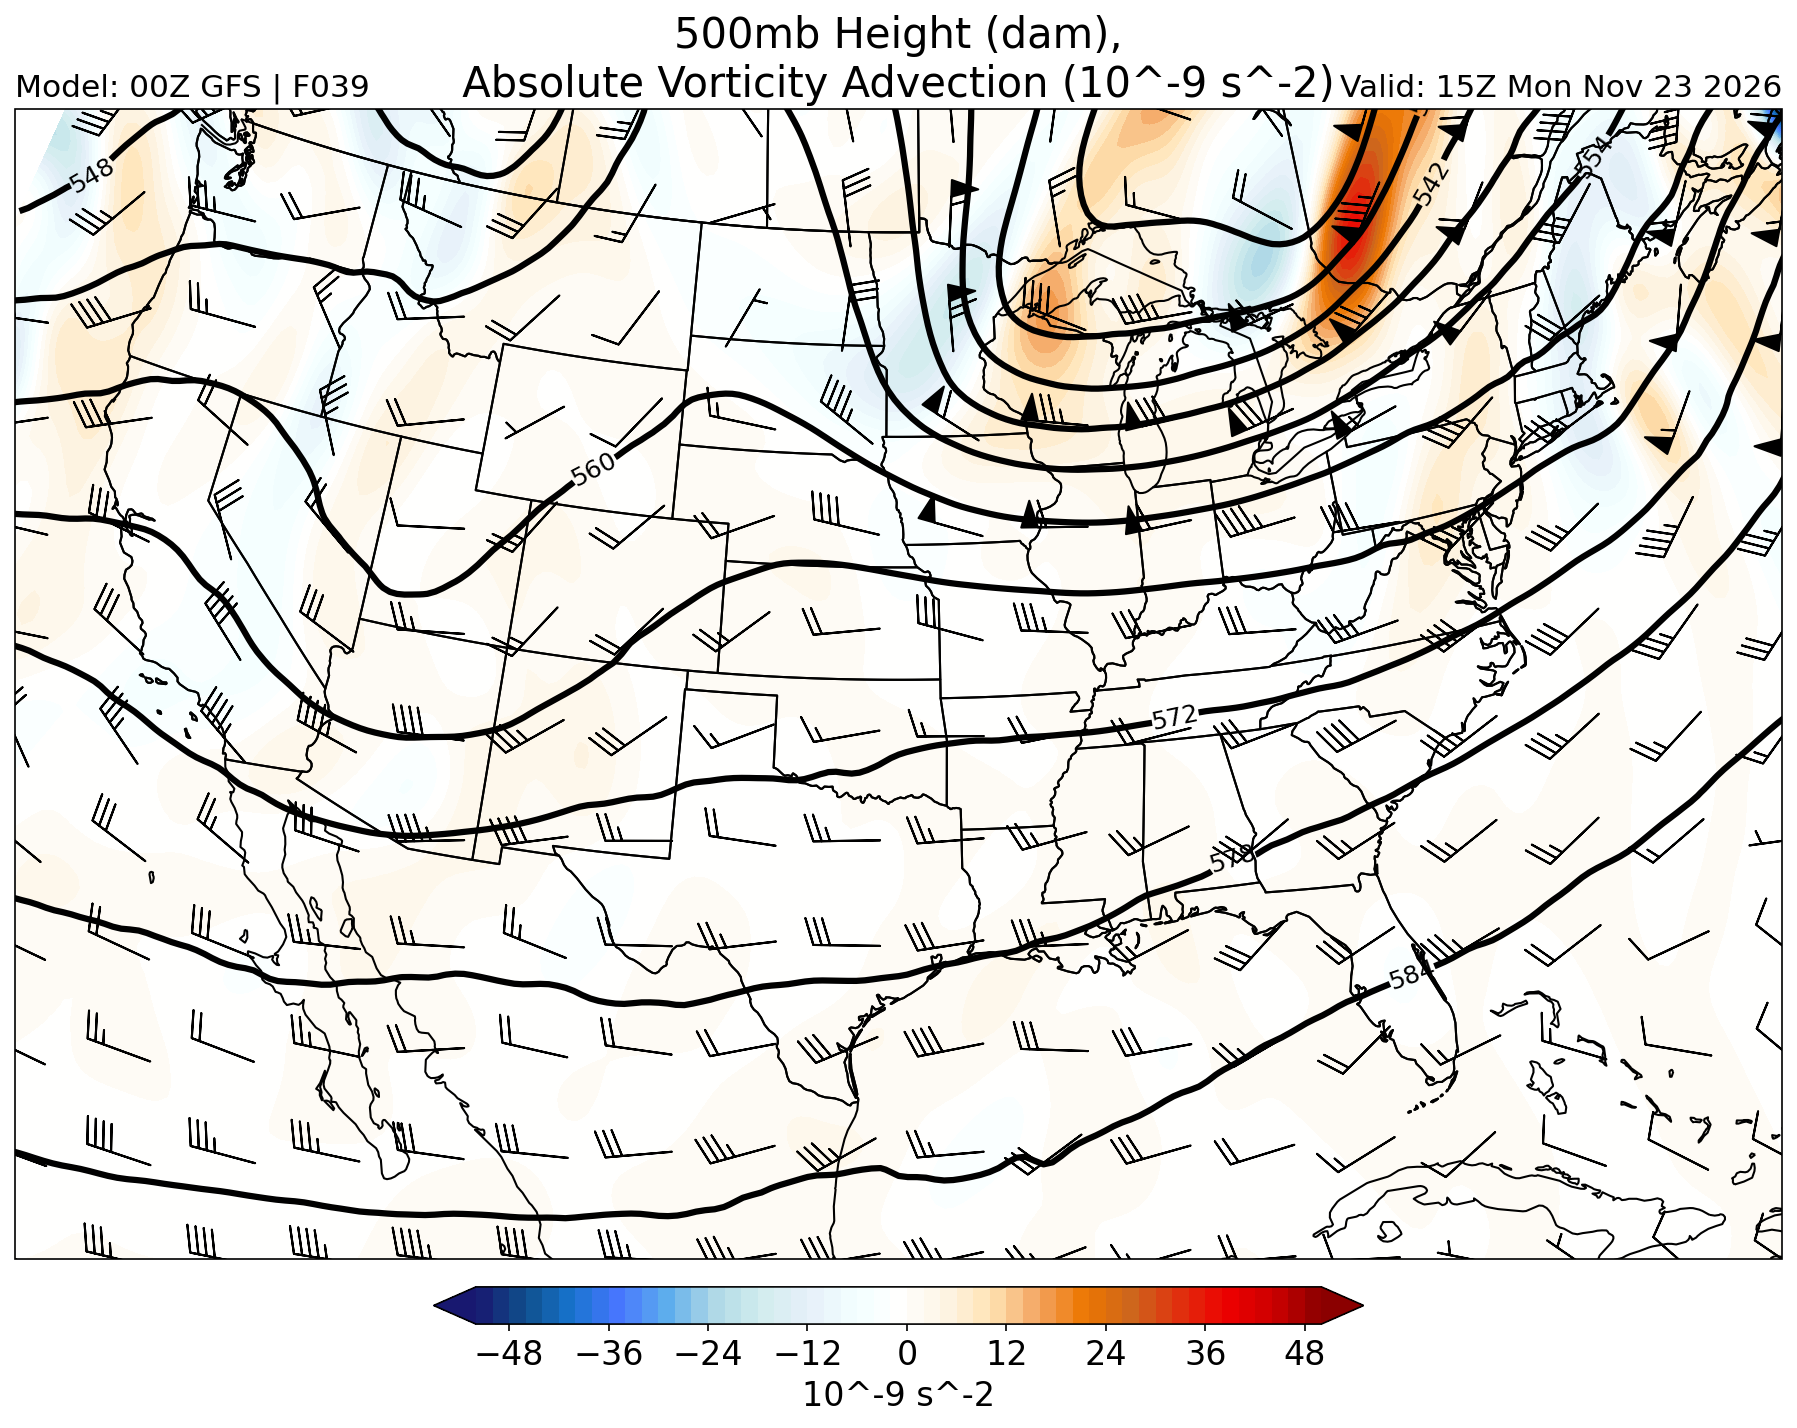 500mb Height (dam),
Absolute Vorticity Advection (10^-9 s^-2)
Model: 00Z GFS | F039
Valid: 15Z Mon Nov 23 2026
548
542
54
560
572
578
584
−48 −36 −24 −12 0 12 24 36 48
10^-9 s^-2